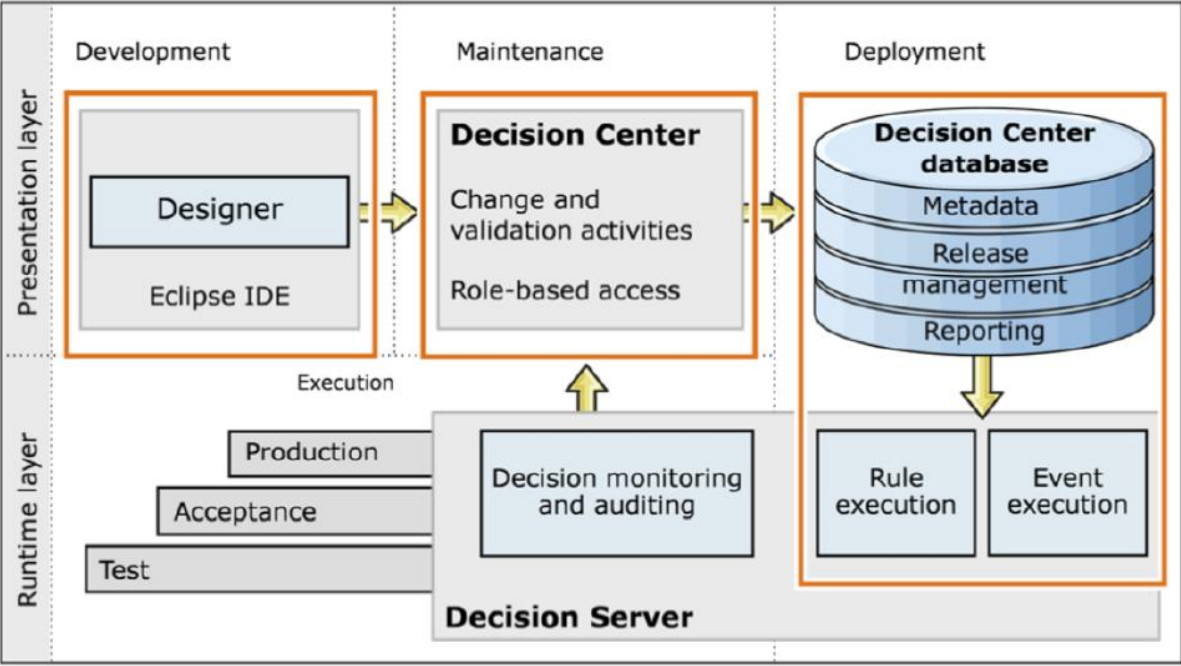 Presentation layer
Development
Maintenance
Deployment
Designer
Eclipse IDE
Decision Center
Change and
validation activities
Role-based access
Decision Center
database
Metadata
Release
management
Reporting
Runtime layer
Execution
Production
Acceptance
Test
Decision monitoring
and auditing
Rule
execution
Event
execution
Decision Server